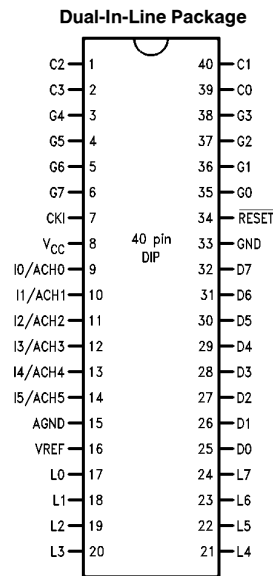 Dual-In-Line Package
C2 1 40 C1
C3 2 39 C0
G4 3 38 G3
G5 4 37 G2
G6 5 36 G1
G7 6 35 G0
CKI 7 34 RESET
VCC 8 40 pin 33 GND
I0/ACH0 9 DIP 32 D7
I1/ACH1 10 31 D6
I2/ACH2 11 30 D5
I3/ACH3 12 29 D4
I4/ACH4 13 28 D3
I5/ACH5 14 27 D2
AGND 15 26 D1
VREF 16 25 D0
L0 17 24 L7
L1 18 23 L6
L2 19 22 L5
L3 20 21 L4